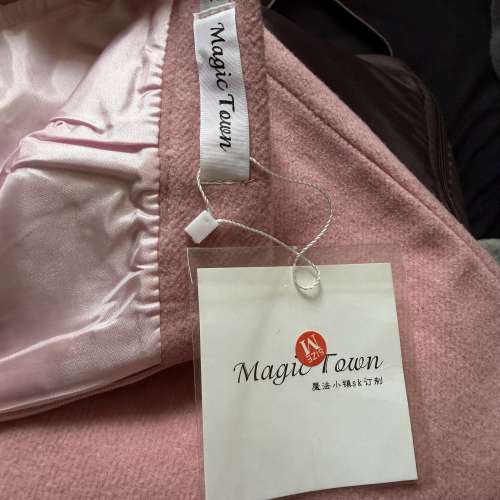 Magic Town
SIZE
M
Magic Town
魔法小镇sk订制